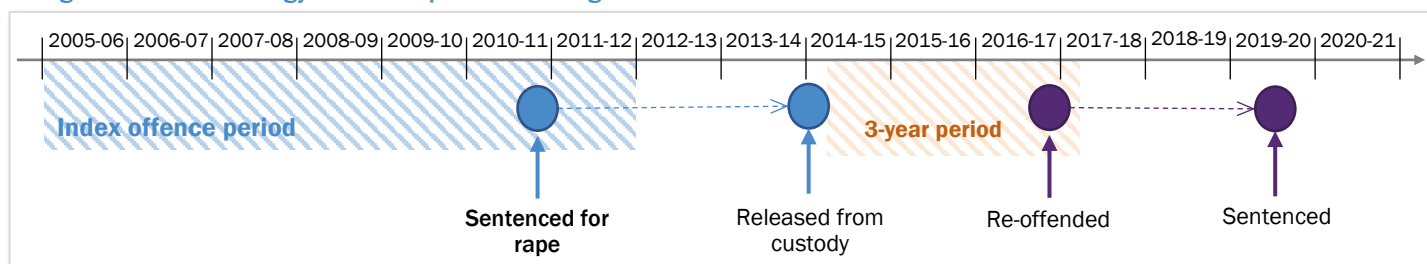 2005-06 2006-07 2007-08 2008-09 2009-10 2010-11 2011-12 2012-13 2013-14 2014-15 2015-16 2016-17 2017-18 2018-19 2019-20 2020-21
Index offence period
3-year period
Sentenced for
rape
Released from
custody
Re-offended
Sentenced